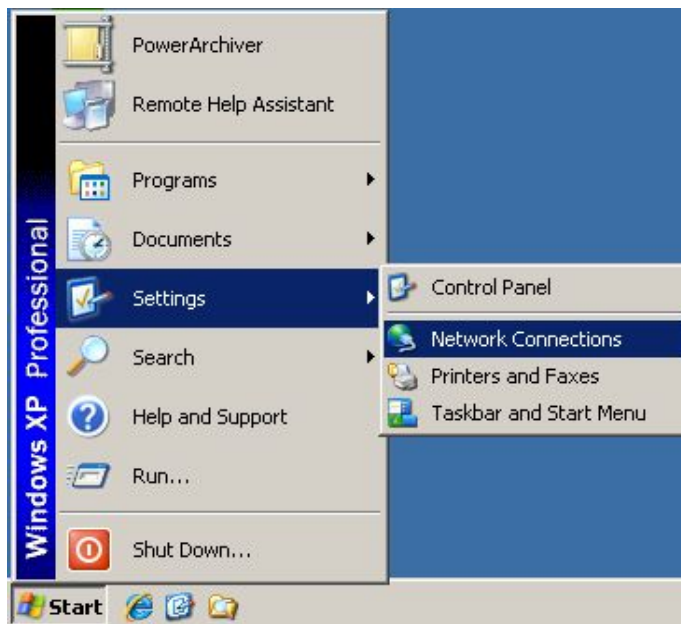 PowerArchiver
Remote Help Assistant
Programs
Documents
Settings
Search
Help and Support
Run...
Shut Down...
Windows XP Professional
Control Panel
Network Connections
Printers and Faxes
Taskbar and Start Menu
Start